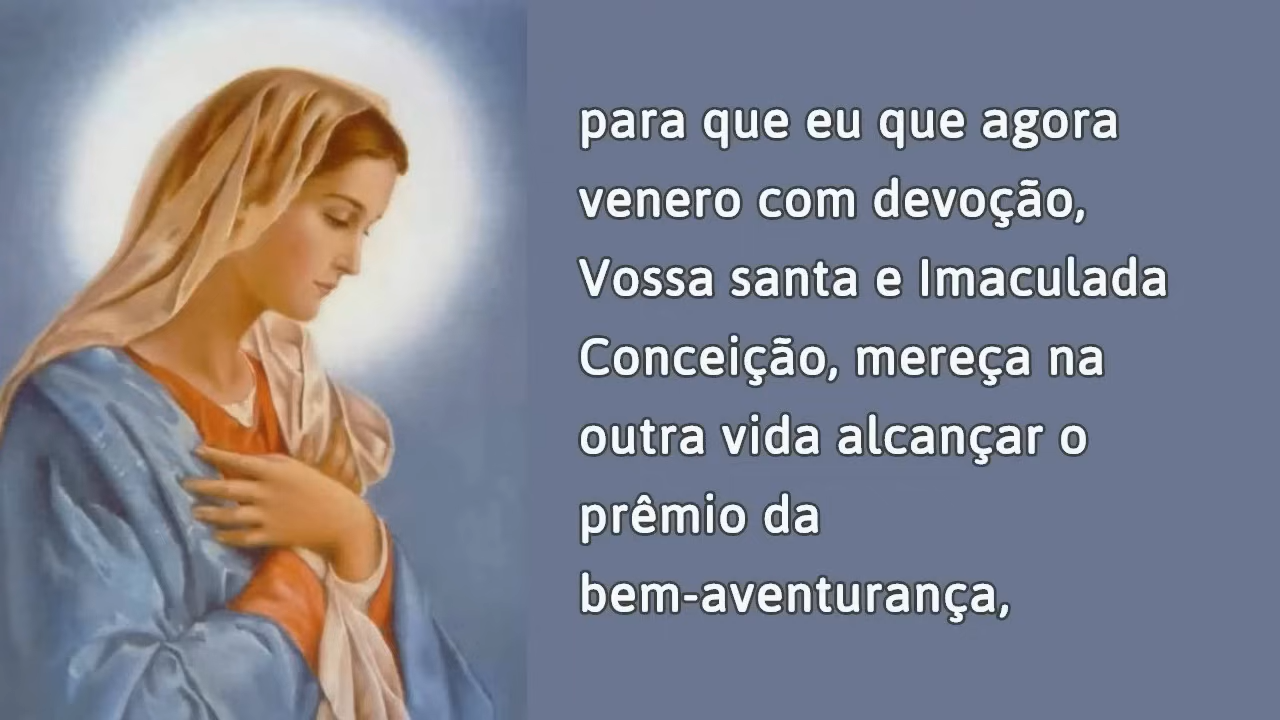 para que eu que agora
venero com devoção,
Vossa santa e Imaculada
Conceição, mereça na
outra vida alcançar o
prêmio da
bem-aventurança,